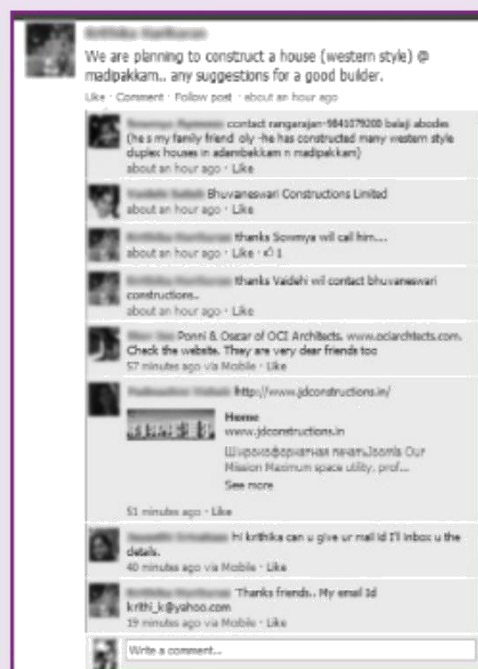 We are planning to construct a house (western style) @
madipakkam.. any suggestions for a good builder.
Like · Comment · Follow post · about an hour ago
ccontact rangarajan-9841079200 balaji abodes
(he s my family friend oly -he has constructed many western style
duplex houses in adambakkam n madipakkam)
about an hour ago · Like
Bhuvaneswari Constructions Limited
about an hour ago · Like
thanks Sowmya wil call him....
about an hour ago · Like · 1
thanks Vaidehi wil contact bhuvaneswari
constructions..
about an hour ago · Like
Ponni & Oscar of OCI Architects. www.ociarchtects.com.
Check the website. They are very dear friends too
57 minutes ago via Mobile · Like
http://www.jdconstructions.in/
Home
www.jdconstructions.in
Широкоформатная печатьJoomla Our
Mission Maximum space utility, prof...
See more
51 minutes ago · Like
hi krithika can u give ur mail id I'll inbox u the
details.
40 minutes ago via Mobile · Like
Thanks friends.. My email Id
krithi_k@yahoo.com
19 minutes ago via Mobile · Like
Write a comment...